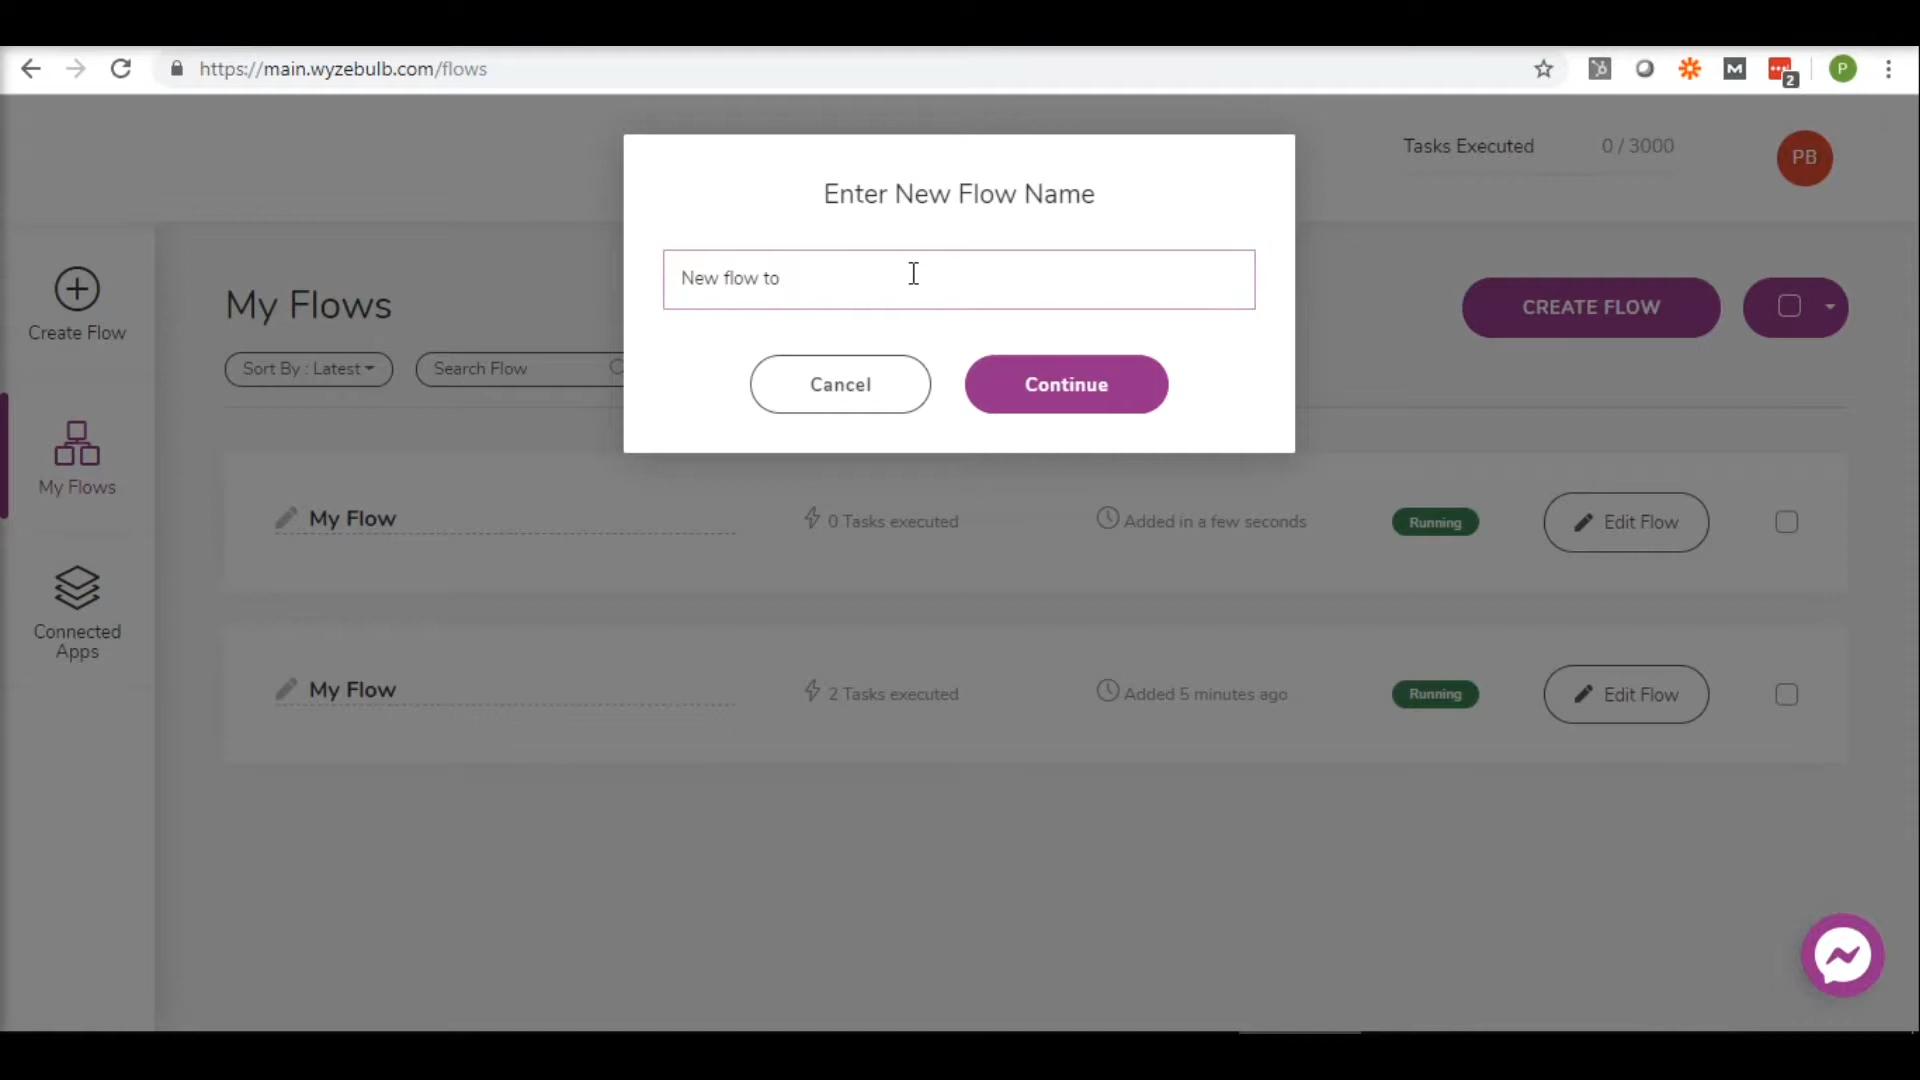 https://main.wyzebulb.com/flows
M
2
P
Enter New Flow Name
Tasks Executed 0 / 3000
PB
New flow to
Create Flow
My Flows
CREATE FLOW
Sort By : Latest
Search Flow
Cancel
Continue
My Flows
My Flow
0 Tasks executed
Added in a few seconds
Running
Edit Flow
Connected
Apps
My Flow
2 Tasks executed
Added 5 minutes ago
Running
Edit Flow